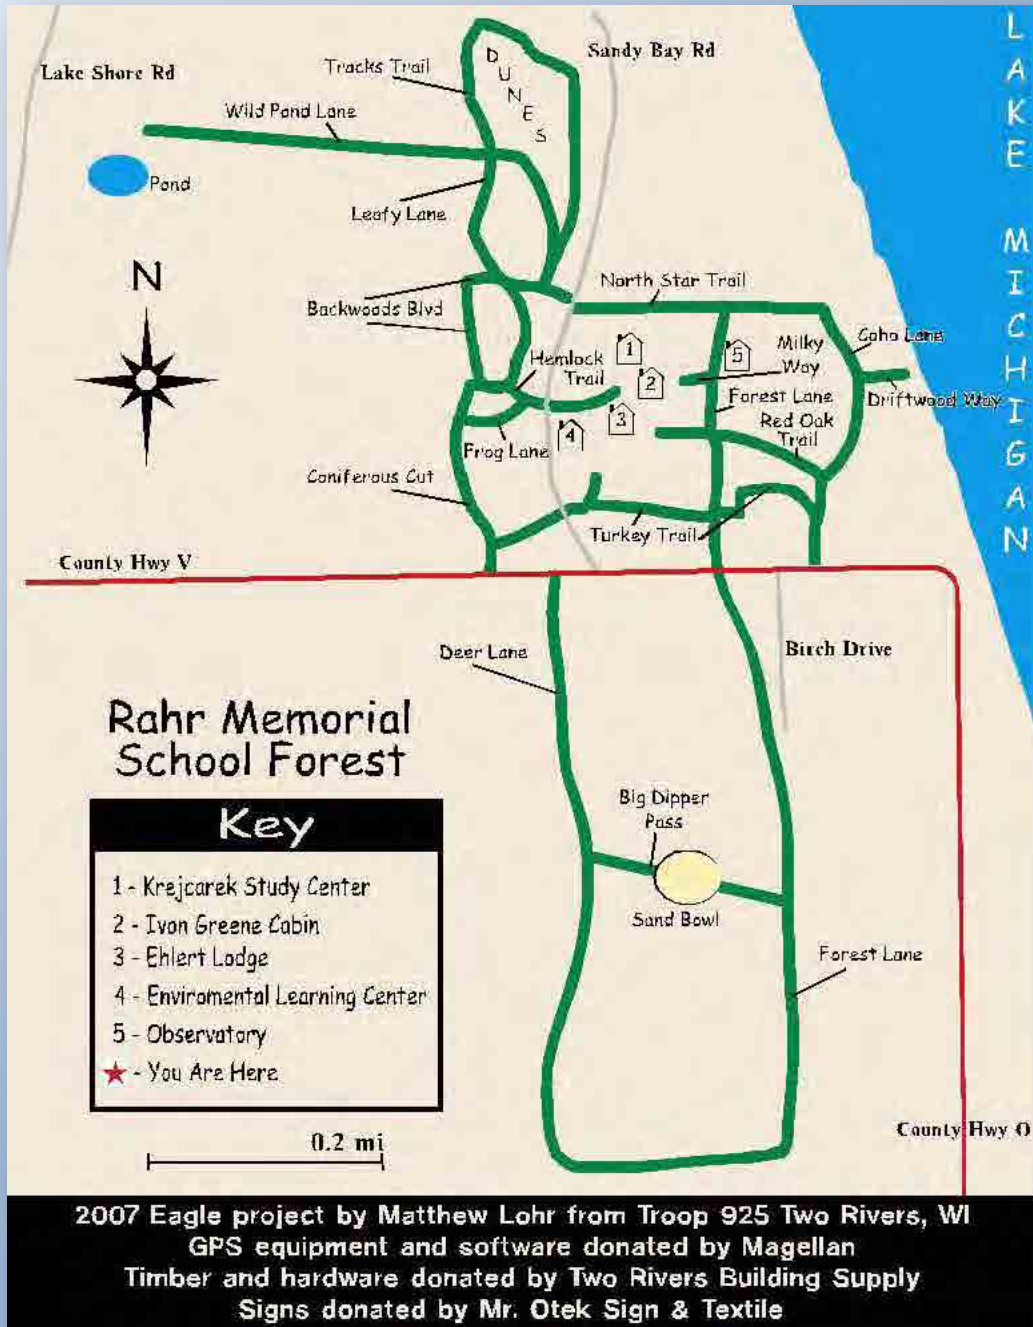 Lake Shore Rd
Tracks Trail
DUNES
Sandy Bay Rd
LAKE MICHIGAN
Wild Pond Lane
Pond
Leafy Lane
N
Backwoods Blvd
North Star Trail
Hemlock
Trail
1
2
3
4
5
Milky
Way
Coho Lane
Driftwood Way
Forest Lane
Red Oak
Trail
Frog Lane
Coniferous Cut
Turkey Trail
County Hwy V
Deer Lane
Birch Drive
Rahr Memorial
School Forest
Big Dipper
Pass
Sand Bowl
Forest Lane
Key
1 - Krejcarek Study Center
2 - Ivan Greene Cabin
3 - Ehlert Lodge
4 - Enviromental Learning Center
5 - Observatory
★ - You Are Here
0.2 mi
County Hwy O
2007 Eagle project by Matthew Lohr from Troop 925 Two Rivers, WI
GPS equipment and software donated by Magellan
Timber and hardware donated by Two Rivers Building Supply
Signs donated by Mr. Otek Sign & Textile